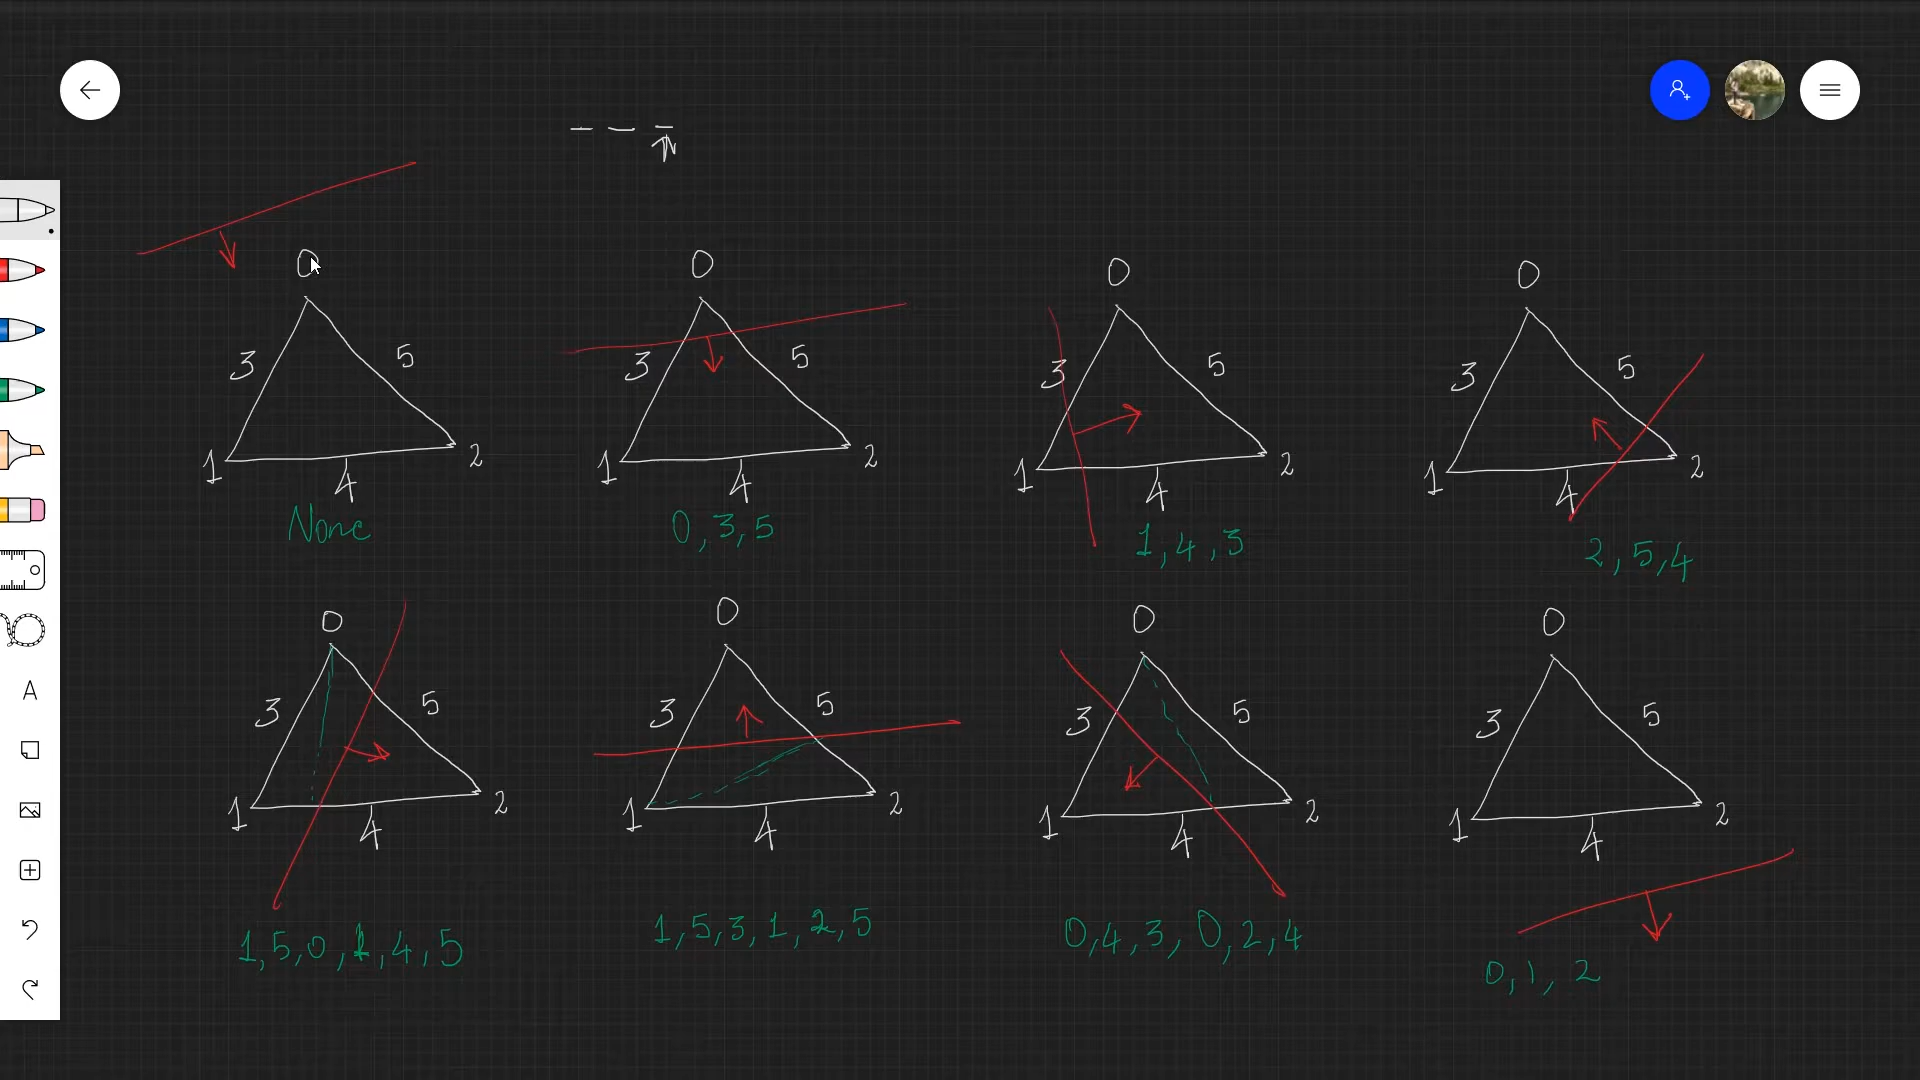 0 0 0 0
3 5 3 5 3 5 3 5
1 2 1 2 1 2 1 2
4 4 4 4
None 0,3,5 1,4,3 2,5,4
0 0 0 0
3 5 3 5 3 5 3 5
1 2 1 2 1 2 1 2
4 4 4 4
1,5,0,1,4,5 1,5,3,1,2,5 0,4,3,0,2,4 0,1,2
A